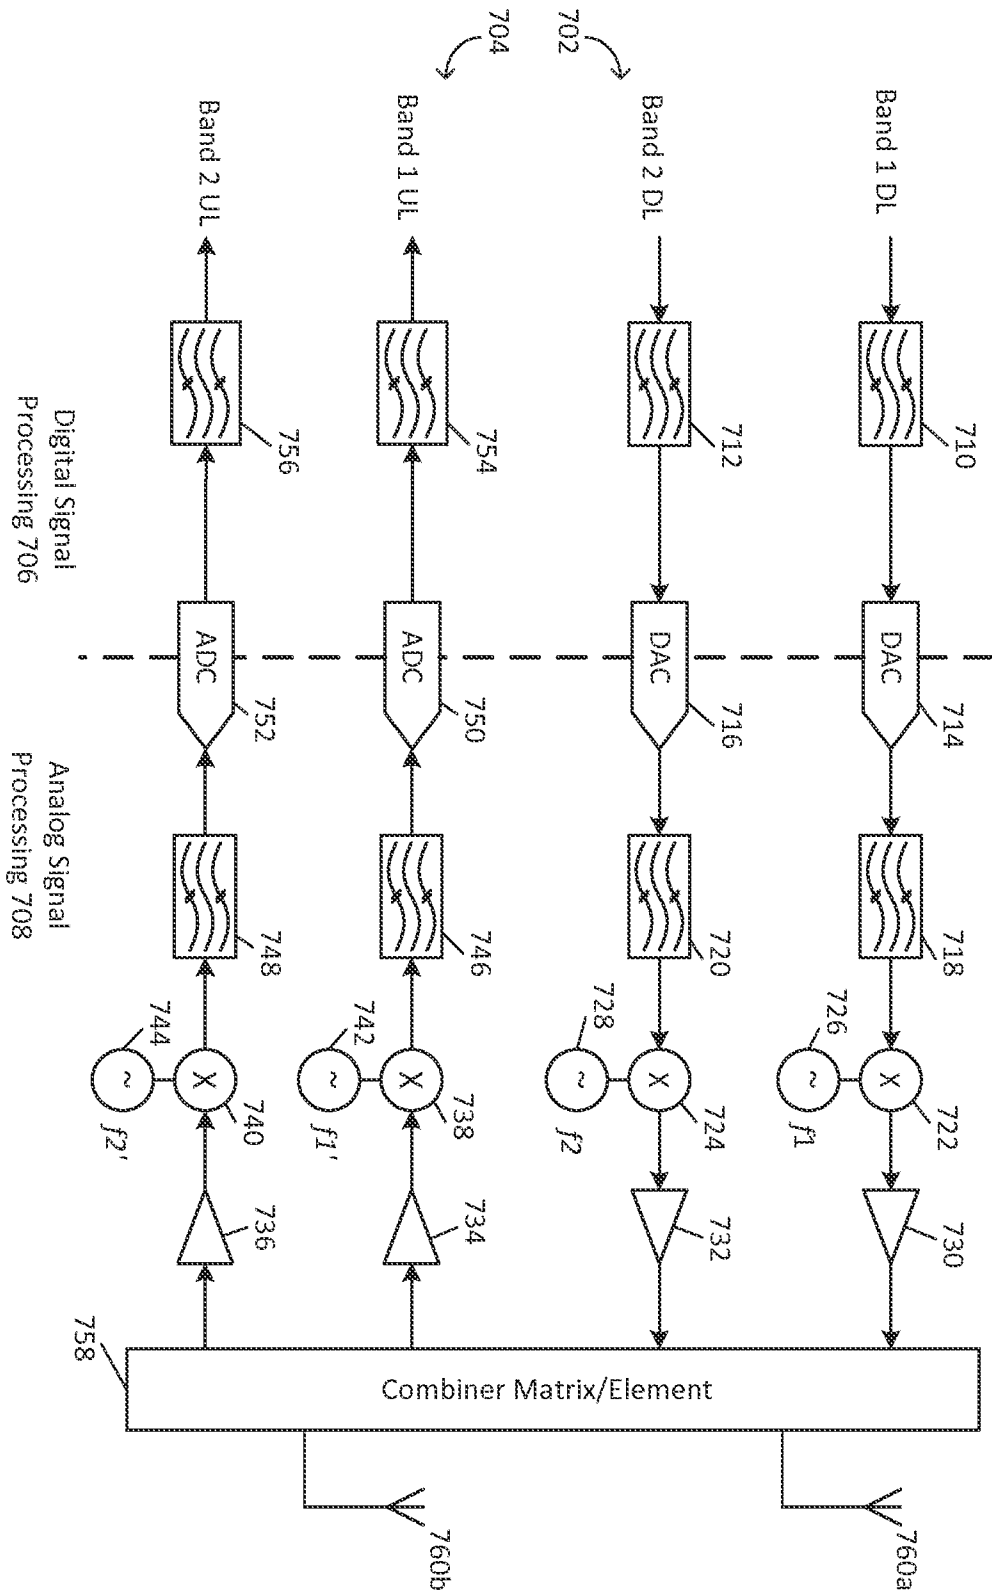 710
714
718
726
722
730
760a
Band 1 DL
DAC
X
~
f1
702
712
716
720
728
724
732
Band 2 DL
DAC
X
~
f2
Combiner Matrix/Element
704
754
750
746
742
738
734
760b
Band 1 UL
ADC
X
~
f1'
756
752
748
744
740
736
Band 2 UL
ADC
X
~
f2'
758
Digital Signal
Processing 706
Analog Signal
Processing 708